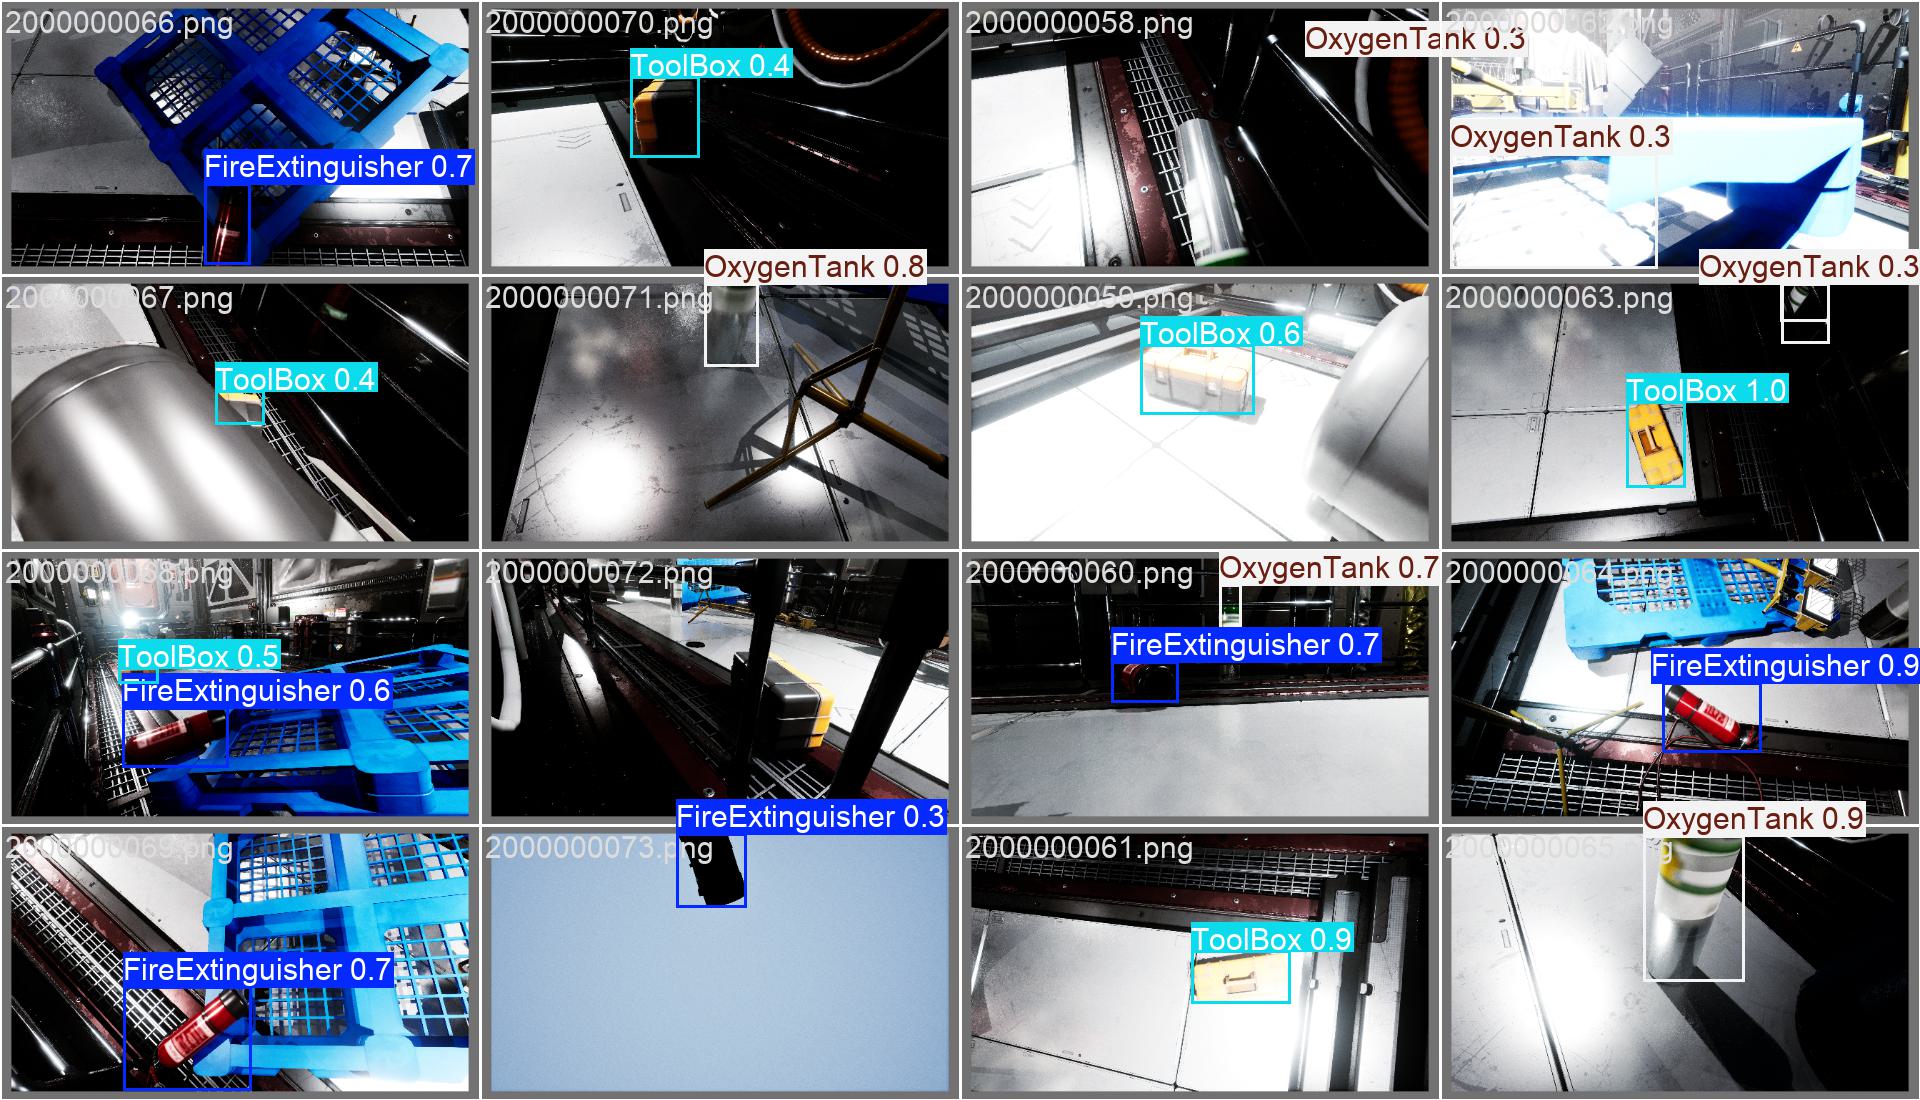 2000000066.png
FireExtinguisher 0.7
2000000070.png
ToolBox 0.4
2000000058.png
OxygenTank 0.3
2000000062.png
OxygenTank 0.3
2000000067.png
ToolBox 0.4
2000000071.png
OxygenTank 0.8
2000000059.png
ToolBox 0.6
2000000063.png
OxygenTank 0.3
ToolBox 1.0
2000000068.png
ToolBox 0.5
FireExtinguisher 0.6
2000000072.png
2000000060.png
OxygenTank 0.7
FireExtinguisher 0.7
2000000064.png
FireExtinguisher 0.9
2000000069.png
FireExtinguisher 0.7
2000000073.png
FireExtinguisher 0.3
2000000061.png
ToolBox 0.9
2000000065.png
OxygenTank 0.9